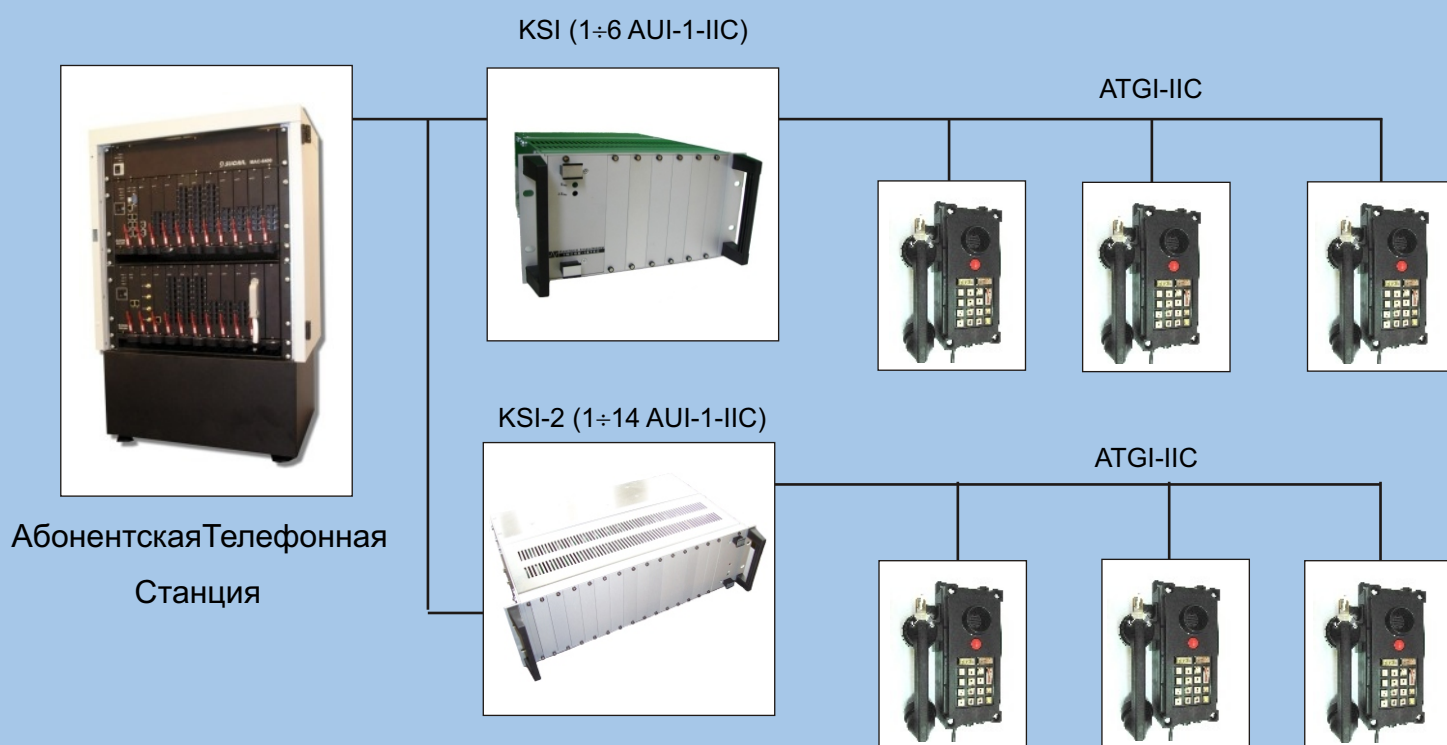 KSI (1÷6 AUI-1-IIC)
ATGI-IIC
KSI-2 (1÷14 AUI-1-IIC)
ATGI-IIC
АбонентскаяТелефонная
Станция